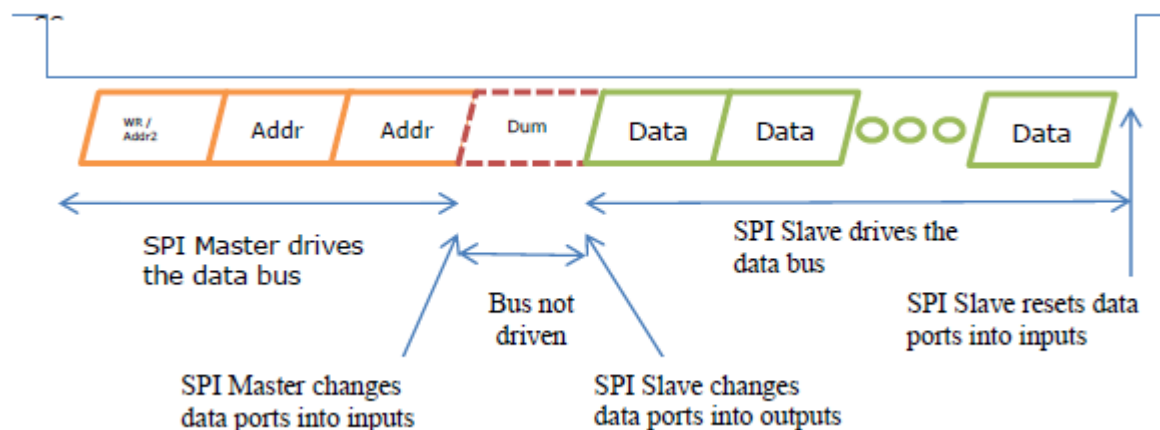 WR /
Addr2
Addr
Addr
Dum
Data
Data
Data
SPI Master drives
the data bus
SPI Slave drives the
data bus
Bus not
driven
SPI Slave resets data
ports into inputs
SPI Master changes
data ports into inputs
SPI Slave changes
data ports into outputs